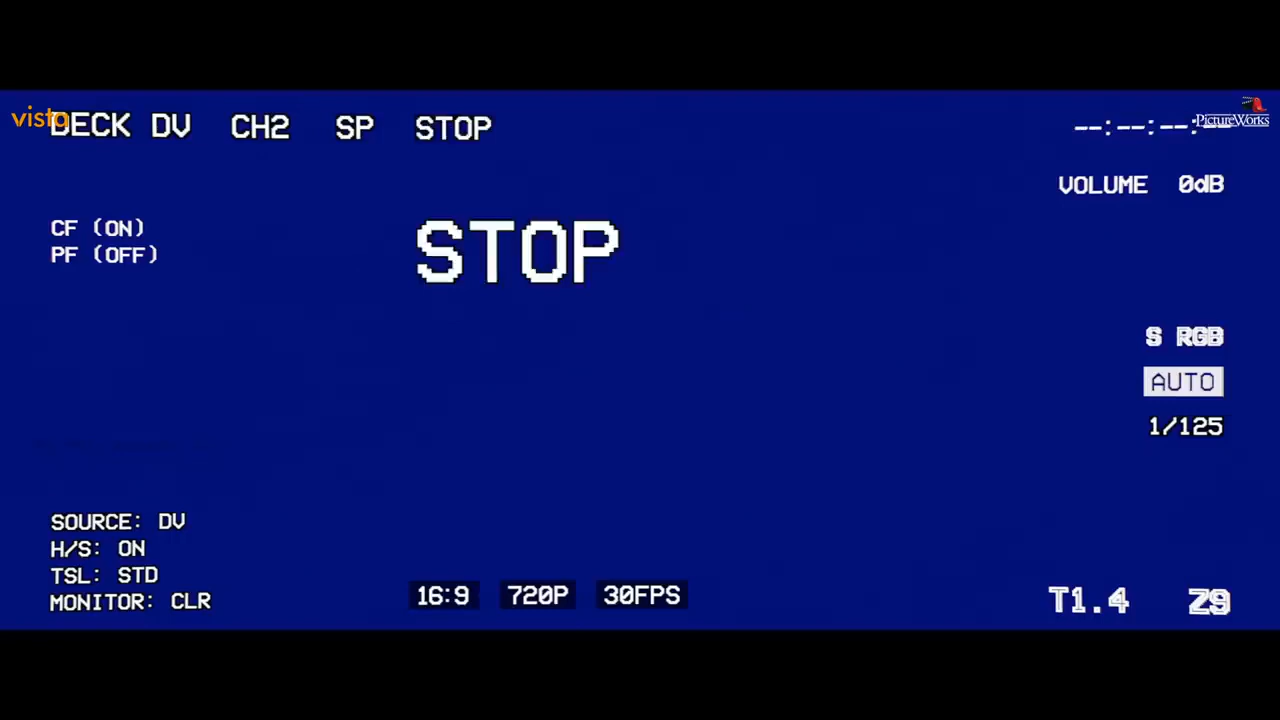 vista
DECK DV CH2 SP STOP
--:--:--:--
PictureWorks
VOLUME 0dB
CF (ON)
PF (OFF)
STOP
S RGB
AUTO
1/125
SOURCE: DV
H/S: ON
TSL: STD
MONITOR: CLR
16:9 720P 30FPS
T1.4 Z9